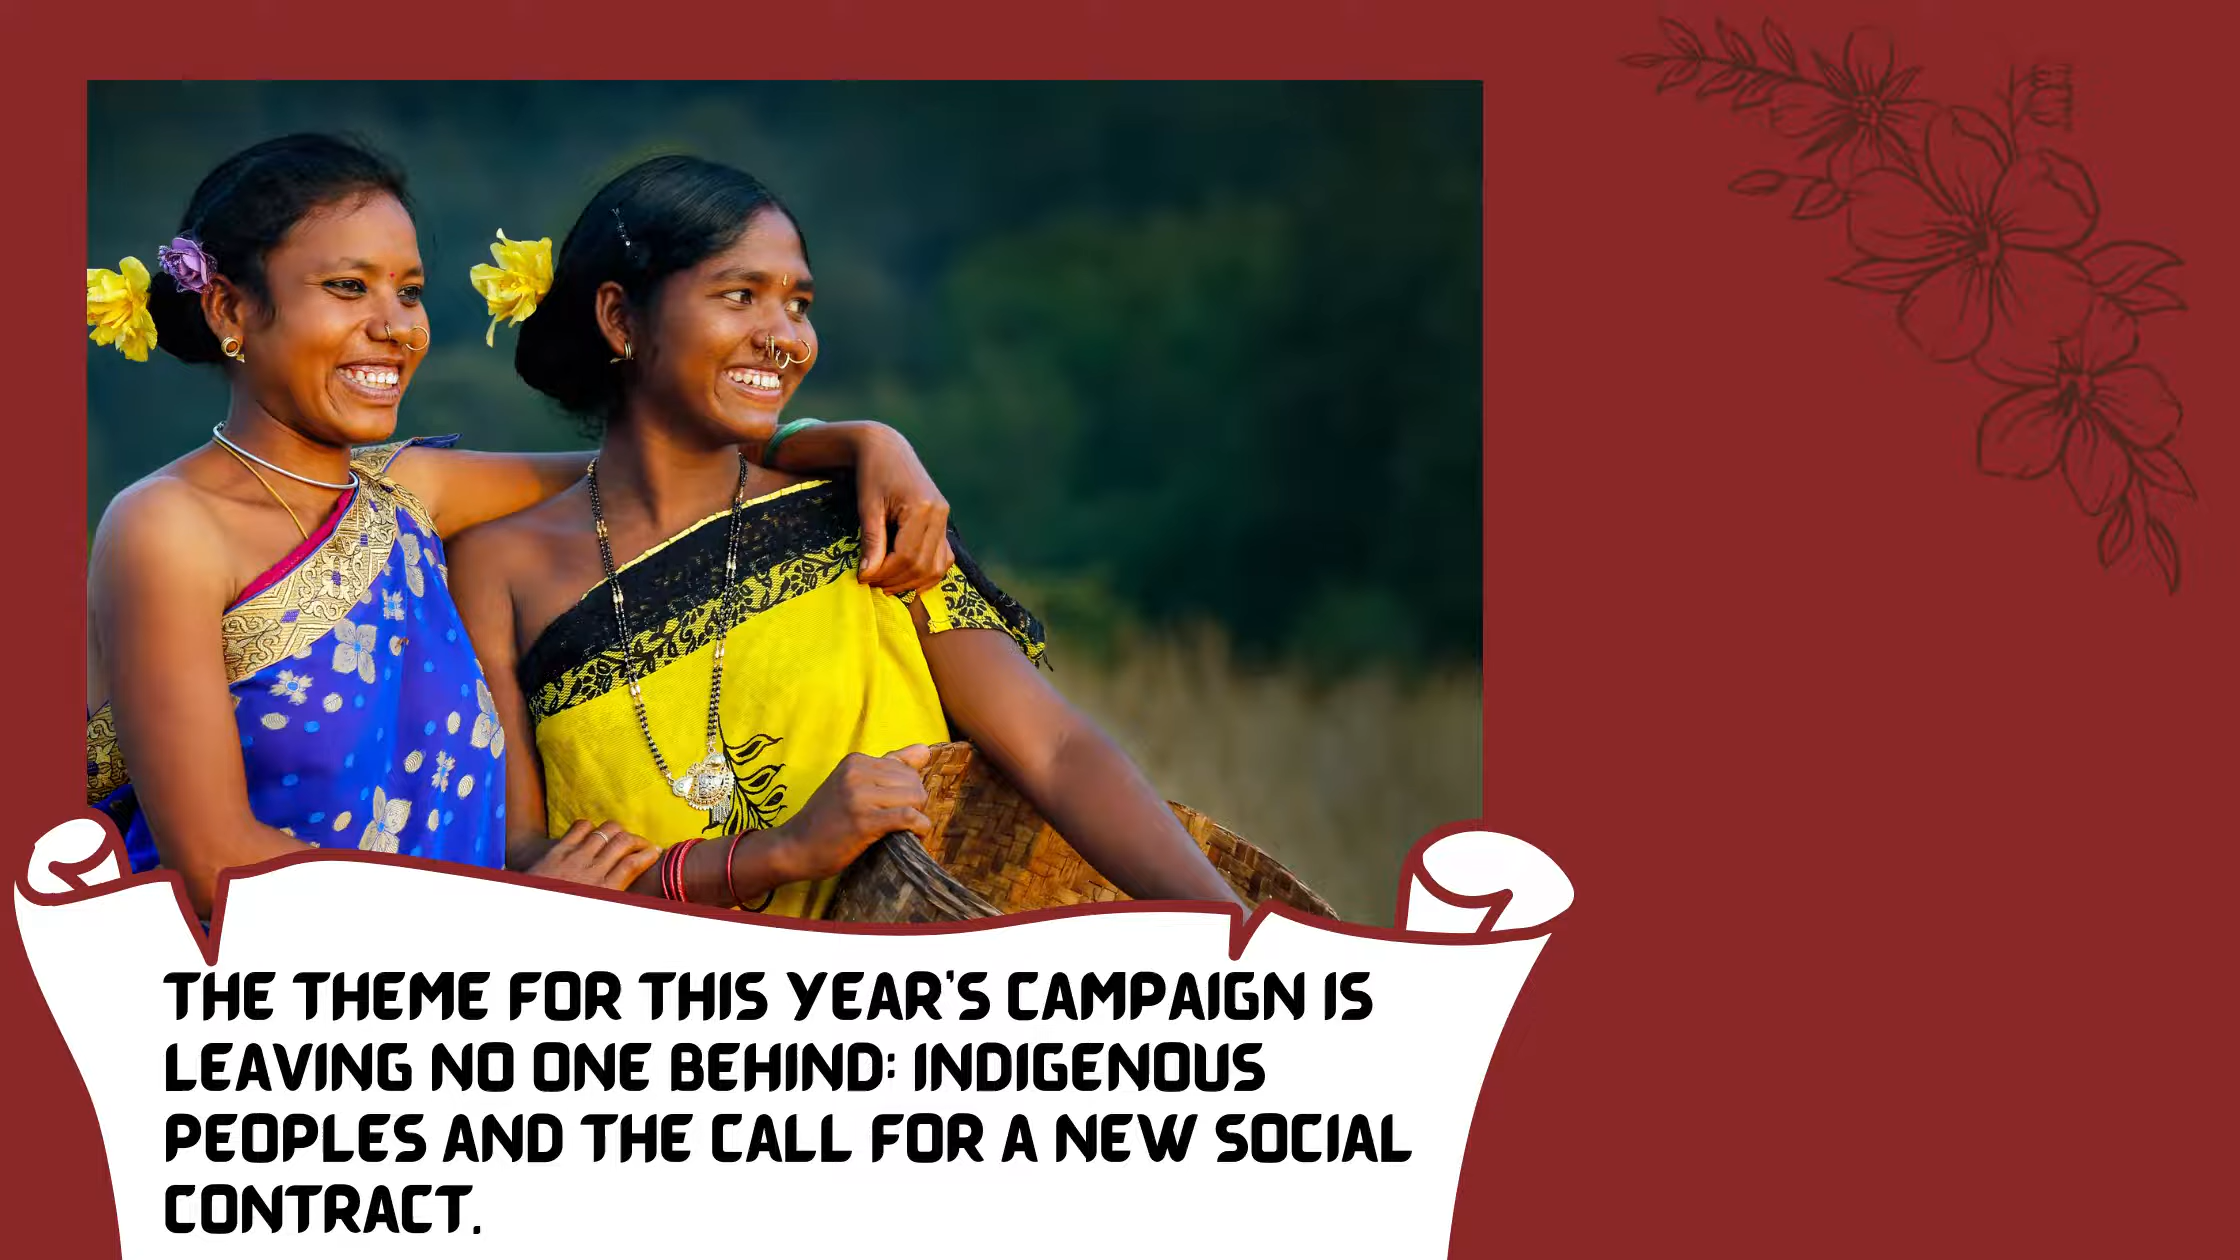 THE THEME FOR THIS YEAR'S CAMPAIGN IS
LEAVING NO ONE BEHIND: INDIGENOUS
PEOPLES AND THE CALL FOR A NEW SOCIAL
CONTRACT.